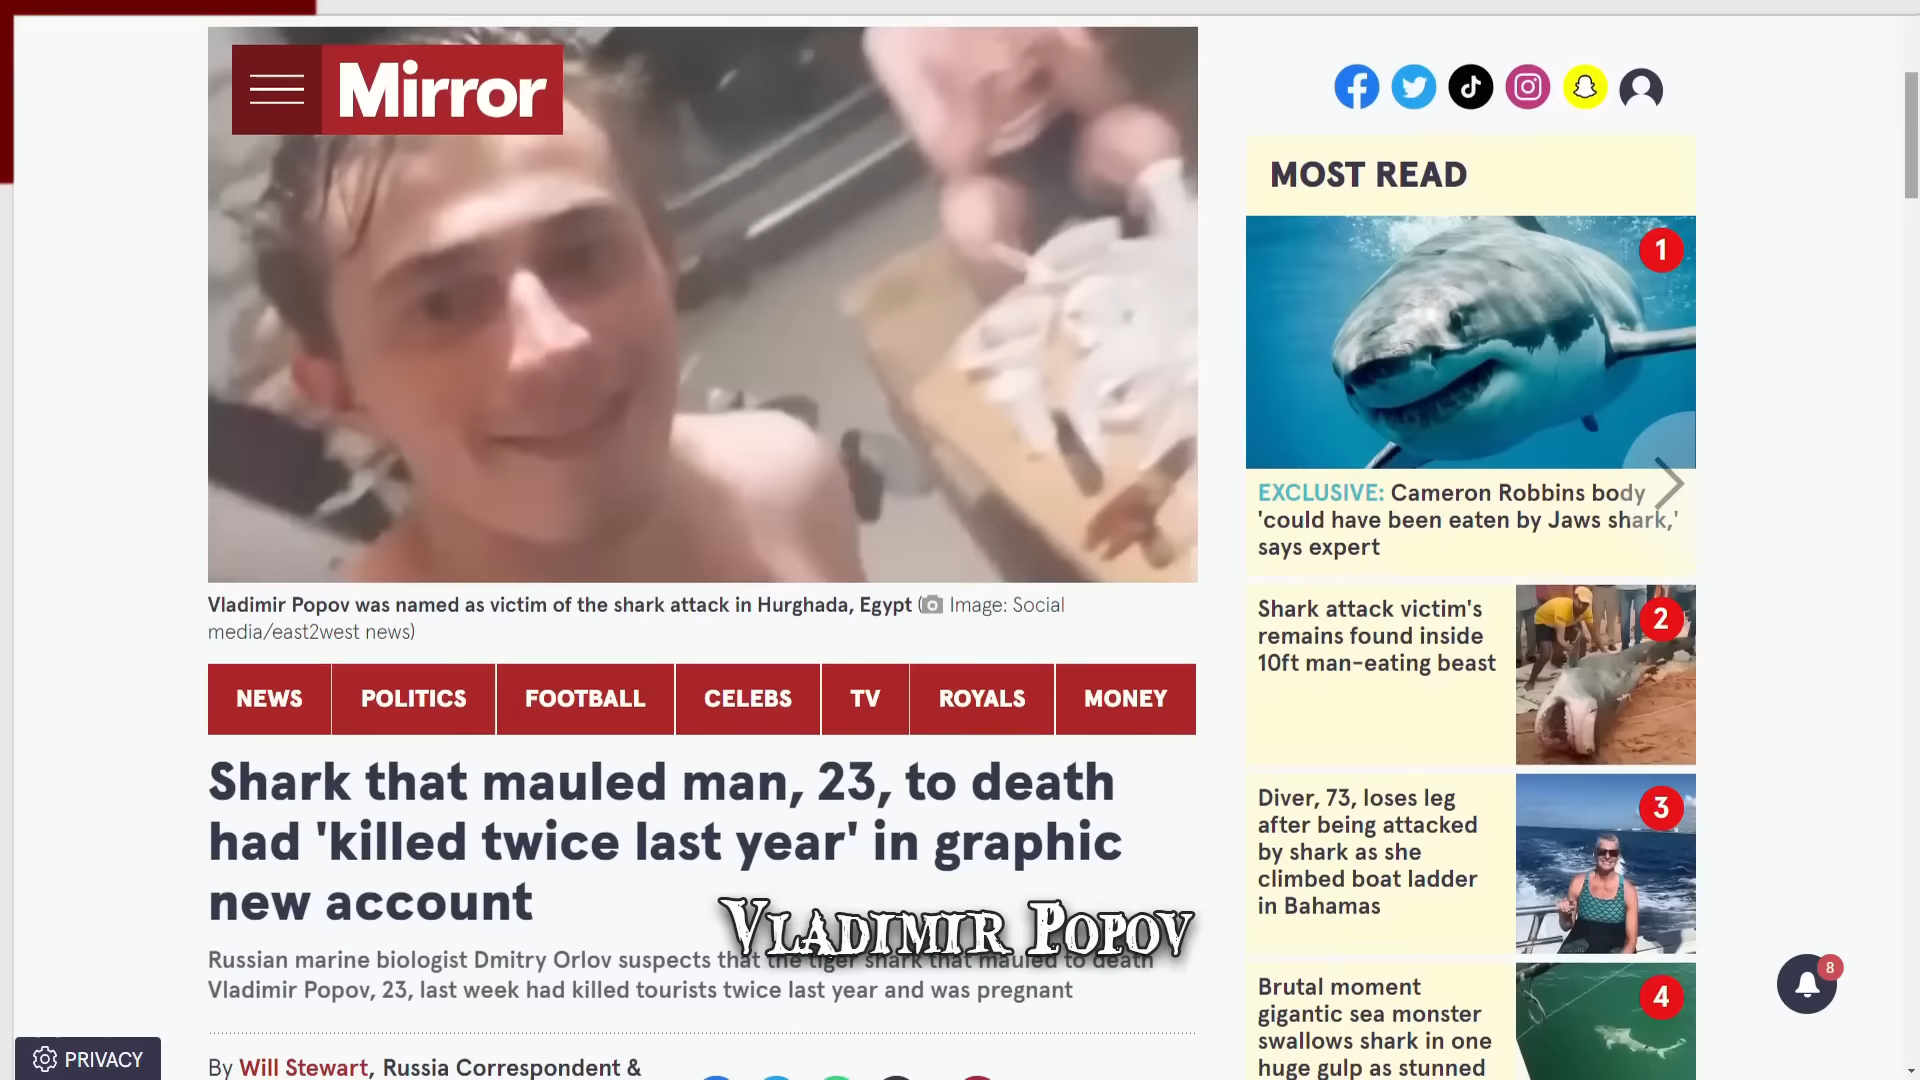 Mirror
Vladimir Popov was named as victim of the shark attack in Hurghada, Egypt ( Image: Social
media/east2west news)
NEWS POLITICS FOOTBALL CELEBS TV ROYALS MONEY
Shark that mauled man, 23, to death
had 'killed twice last year' in graphic
new account
VLADIMIR POPOV
Russian marine biologist Dmitry Orlov suspects that the tiger shark that mauled to death
Vladimir Popov, 23, last week had killed tourists twice last year and was pregnant
By Will Stewart, Russia Correspondent &
PRIVACY
MOST READ
1
EXCLUSIVE: Cameron Robbins body
'could have been eaten by Jaws shark,'
says expert
Shark attack victim's
remains found inside
10ft man-eating beast
2
Diver, 73, loses leg
after being attacked
by shark as she
climbed boat ladder
in Bahamas
3
Brutal moment
gigantic sea monster
swallows shark in one
huge gulp as stunned
4
8